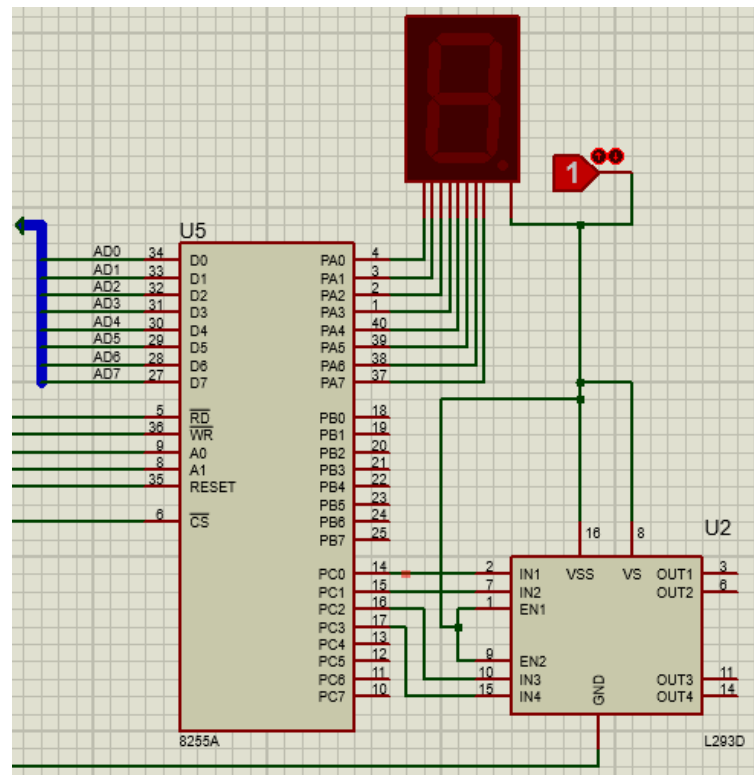 1
U5
AD0 34 D0 PA0 4
AD1 33 D1 PA1 3
AD2 32 D2 PA2 2
AD3 31 D3 PA3 1
AD4 30 D4 PA4 40
AD5 29 D5 PA5 39
AD6 28 D6 PA6 38
AD7 27 D7 PA7 37
5 RD PB0 18
36 WR PB1 19
9 A0 PB2 20
8 A1 PB3 21
35 RESET PB4 22
PB5 23
6 CS PB6 24
PB7 25
PC0 14
PC1 15
PC2 16
PC3 17
PC4 13
PC5 12
PC6 11
PC7 10
8255A
U2
16 8
2 IN1 VSS VS OUT1 3
7 IN2 OUT2 6
1 EN1
9 EN2
10 IN3 OUT3 11
15 IN4 OUT4 14
GND
L293D